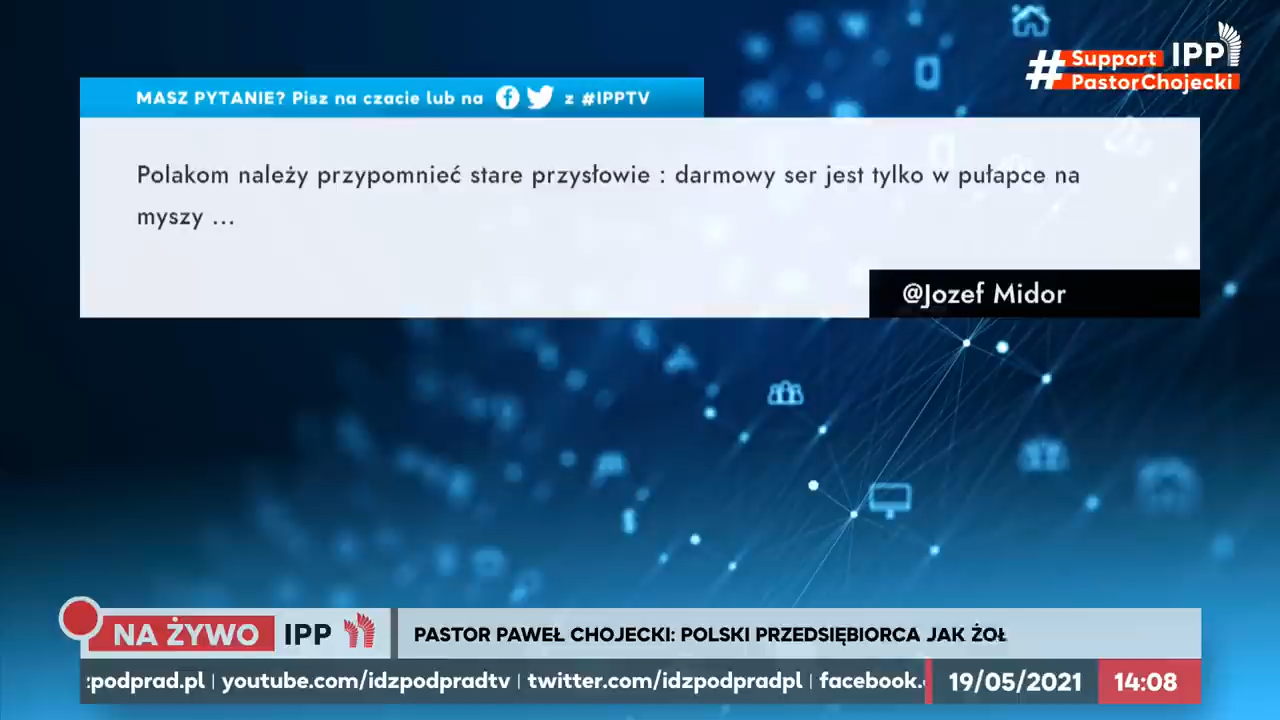 #Support PastorChojecki
IPP
MASZ PYTANIE? Pisz na czacie lub na z #IPPTV
Polakom należy przypomnieć stare przysłowie : darmowy ser jest tylko w pułapce na
myszy ...
@Jozef Midor
NA ŻYWO IPP
PASTOR PAWEŁ CHOJECKI: POLSKI PRZEDSIĘBIORCA JAK ŻOŁ
zpodprad.pl | youtube.com/idzpodpradtv | twitter.com/idzpodpradpl | facebook.
19/05/2021
14:08